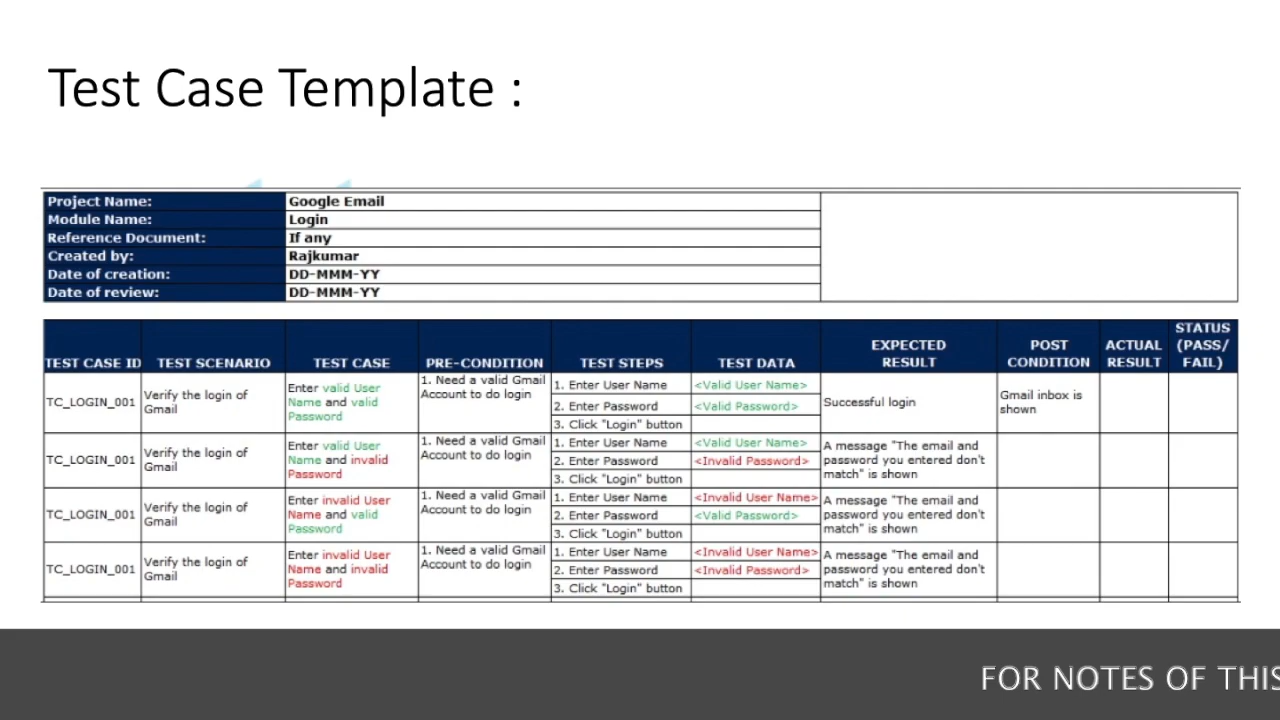 Test Case Template :
Project Name: Google Email
Module Name: Login
Reference Document: If any
Created by: Rajkumar
Date of creation: DD-MMM-YY
Date of review: DD-MMM-YY
TEST CASE ID TEST SCENARIO TEST CASE PRE-CONDITION TEST STEPS TEST DATA EXPECTED RESULT POST CONDITION ACTUAL RESULT STATUS (PASS/ FAIL)
TC_LOGIN_001
Verify the login of
Gmail
Enter valid User
Name and valid
Password
1. Need a valid Gmail
Account to do login
1. Enter User Name <Valid User Name>
2. Enter Password <Valid Password>
3. Click "Login" button
Successful login
Gmail inbox is
shown
TC_LOGIN_001
Verify the login of
Gmail
Enter valid User
Name and invalid
Password
1. Need a valid Gmail
Account to do login
1. Enter User Name <Valid User Name>
2. Enter Password <Invalid Password>
3. Click "Login" button
A message "The email and
password you entered don't
match" is shown
TC_LOGIN_001
Verify the login of
Gmail
Enter invalid User
Name and valid
Password
1. Need a valid Gmail
Account to do login
1. Enter User Name <Invalid User Name>
2. Enter Password <Valid Password>
3. Click "Login" button
A message "The email and
password you entered don't
match" is shown
TC_LOGIN_001
Verify the login of
Gmail
Enter invalid User
Name and invalid
Password
1. Need a valid Gmail
Account to do login
1. Enter User Name <Invalid User Name>
2. Enter Password <Invalid Password>
3. Click "Login" button
A message "The email and
password you entered don't
match" is shown
FOR NOTES OF THIS